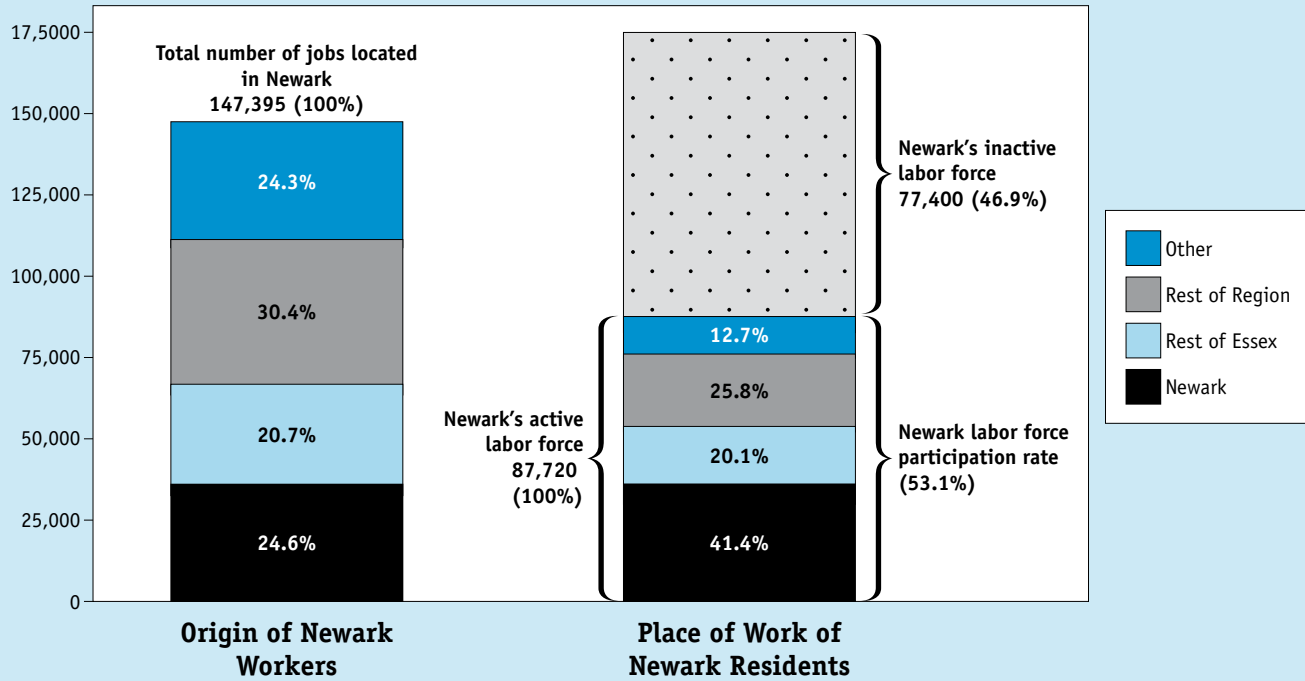 17,5000
150,000
125,000
100,000
75,000
50,000
25,000
0
Total number of jobs located
in Newark
147,395 (100%)
24.3%
30.4%
20.7%
24.6%
Origin of Newark
Workers
Newark's active
labor force
87,720
(100%)
12.7%
25.8%
20.1%
41.4%
Place of Work of
Newark Residents
Newark's inactive
labor force
77,400 (46.9%)
Newark labor force
participation rate
(53.1%)
Other
Rest of Region
Rest of Essex
Newark